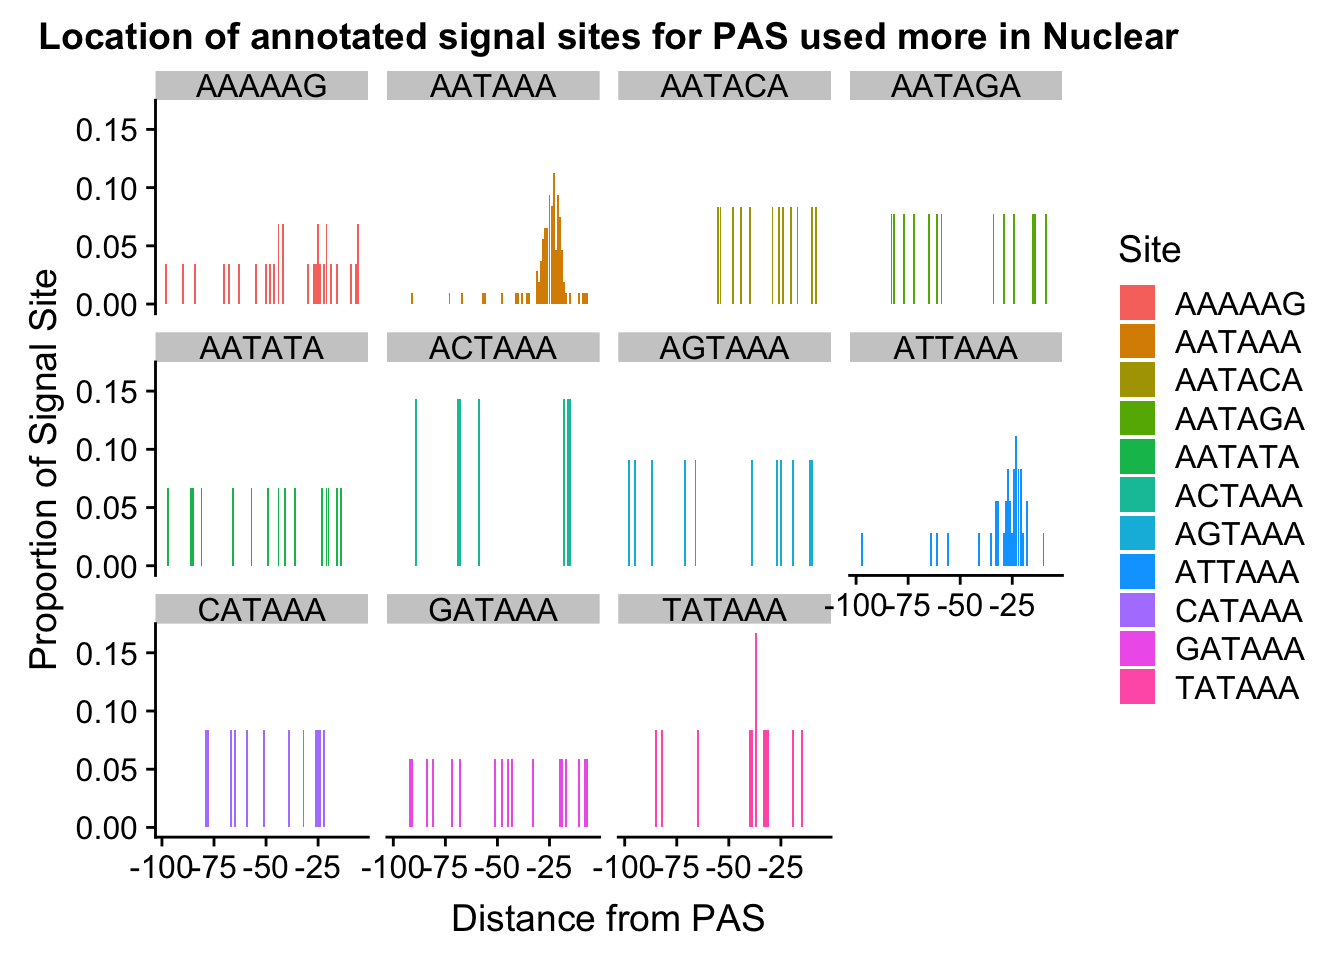 Location of annotated signal sites for PAS used more in Nuclear
AAAAAG AATAAA AATACA AATAGA
0.15
0.10
0.05
0.00
AATATA ACTAAA AGTAAA ATTAAA
0.15
0.10
0.05
0.00
-100 -75 -50 -25
CATAAA GATAAA TATAAA
0.15
0.10
0.05
0.00
-100 -75 -50 -25 -100 -75 -50 -25 -100 -75 -50 -25
Distance from PAS
Proportion of Signal Site
Site
AAAAAG
AATAAA
AATACA
AATAGA
AATATA
ACTAAA
AGTAAA
ATTAAA
CATAAA
GATAAA
TATAAA